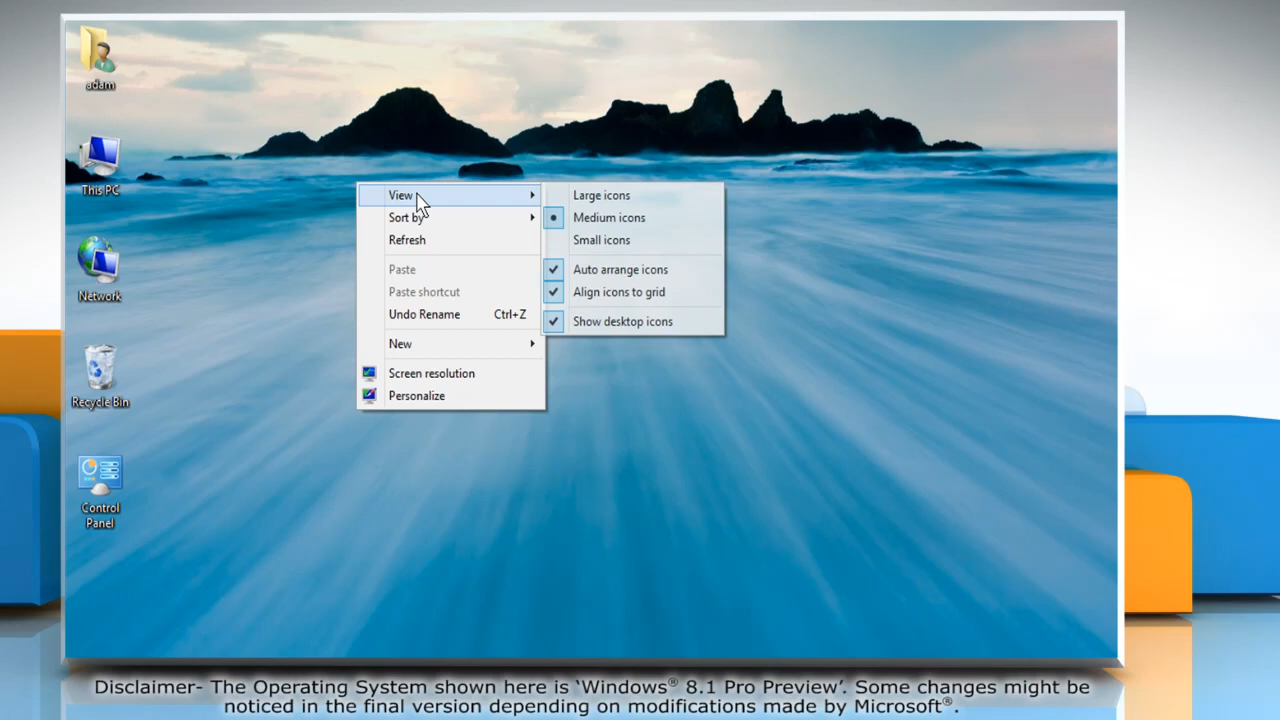 adam
This PC
Network
Recycle Bin
Control
Panel
View
Sort by
Refresh
Paste
Paste shortcut
Undo Rename Ctrl+Z
New
Screen resolution
Personalize
Large icons
Medium icons
Small icons
Auto arrange icons
Align icons to grid
Show desktop icons
Disclaimer- The Operating System shown here is ‘Windows® 8.1 Pro Preview’. Some changes might be
noticed in the final version depending on modifications made by Microsoft®.